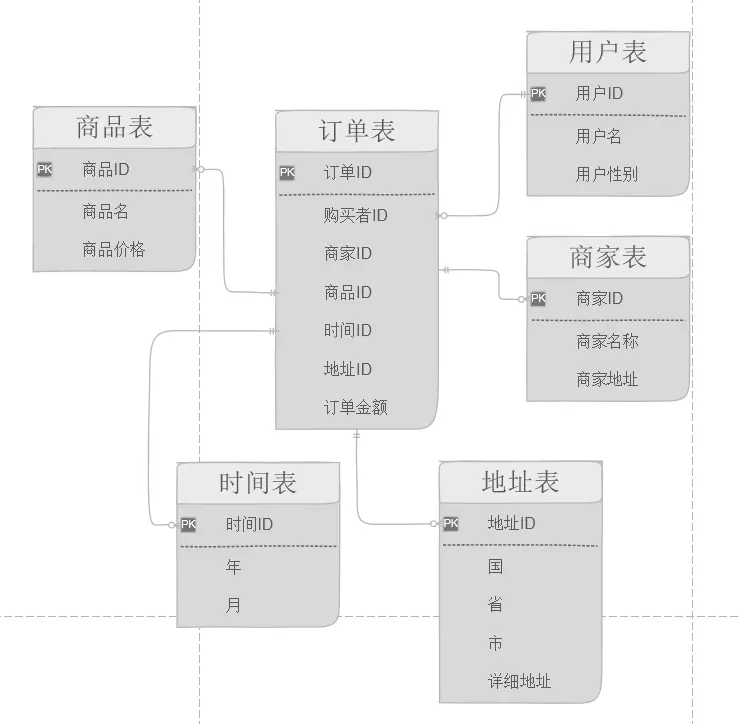 商品表
PK 商品ID
商品名
商品价格
订单表
PK 订单ID
购买者ID
商家ID
商品ID
时间ID
地址ID
订单金额
用户表
PK 用户ID
用户名
用户性别
商家表
PK 商家ID
商家名称
商家地址
时间表
PK 时间ID
年
月
地址表
PK 地址ID
国
省
市
详细地址